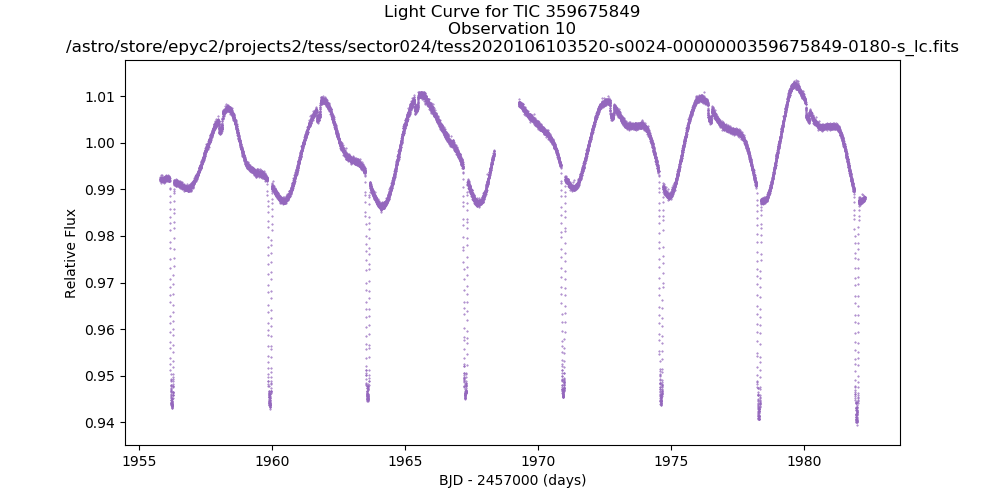 Light Curve for TIC 359675849
Observation 10
/astro/store/epyc2/projects2/tess/sector024/tess2020106103520-s0024-0000000359675849-0180-s_lc.fits
1.01
1.00
0.99
0.98
0.97
0.96
0.95
0.94
Relative Flux
1955
1960
1965
1970
1975
1980
BJD - 2457000 (days)